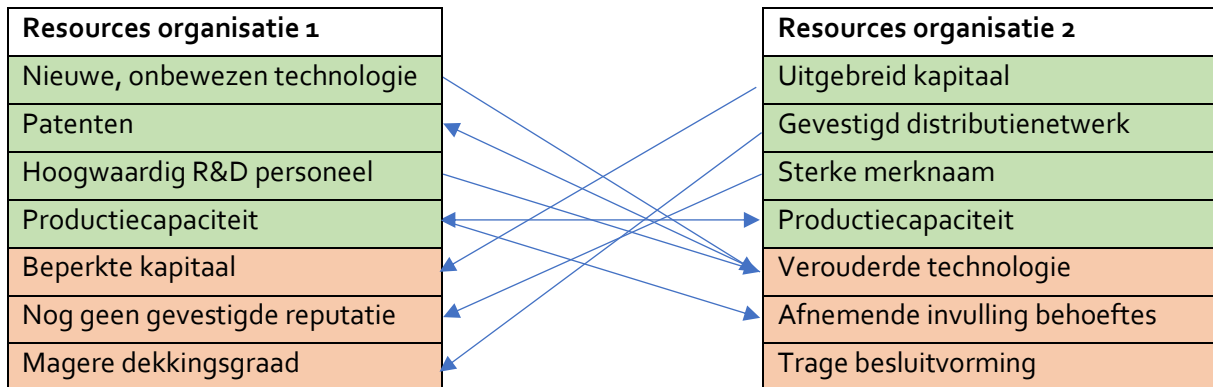 Resources organisatie 1
Nieuwe, onbewezen technologie
Patenten
Hoogwaardig R&D personeel
Productiecapaciteit
Beperkte kapitaal
Nog geen gevestigde reputatie
Magere dekkingsgraad
Resources organisatie 2
Uitgebreid kapitaal
Gevestigd distributienetwerk
Sterke merknaam
Productiecapaciteit
Verouderde technologie
Afnemende invulling behoeftes
Trage besluitvorming